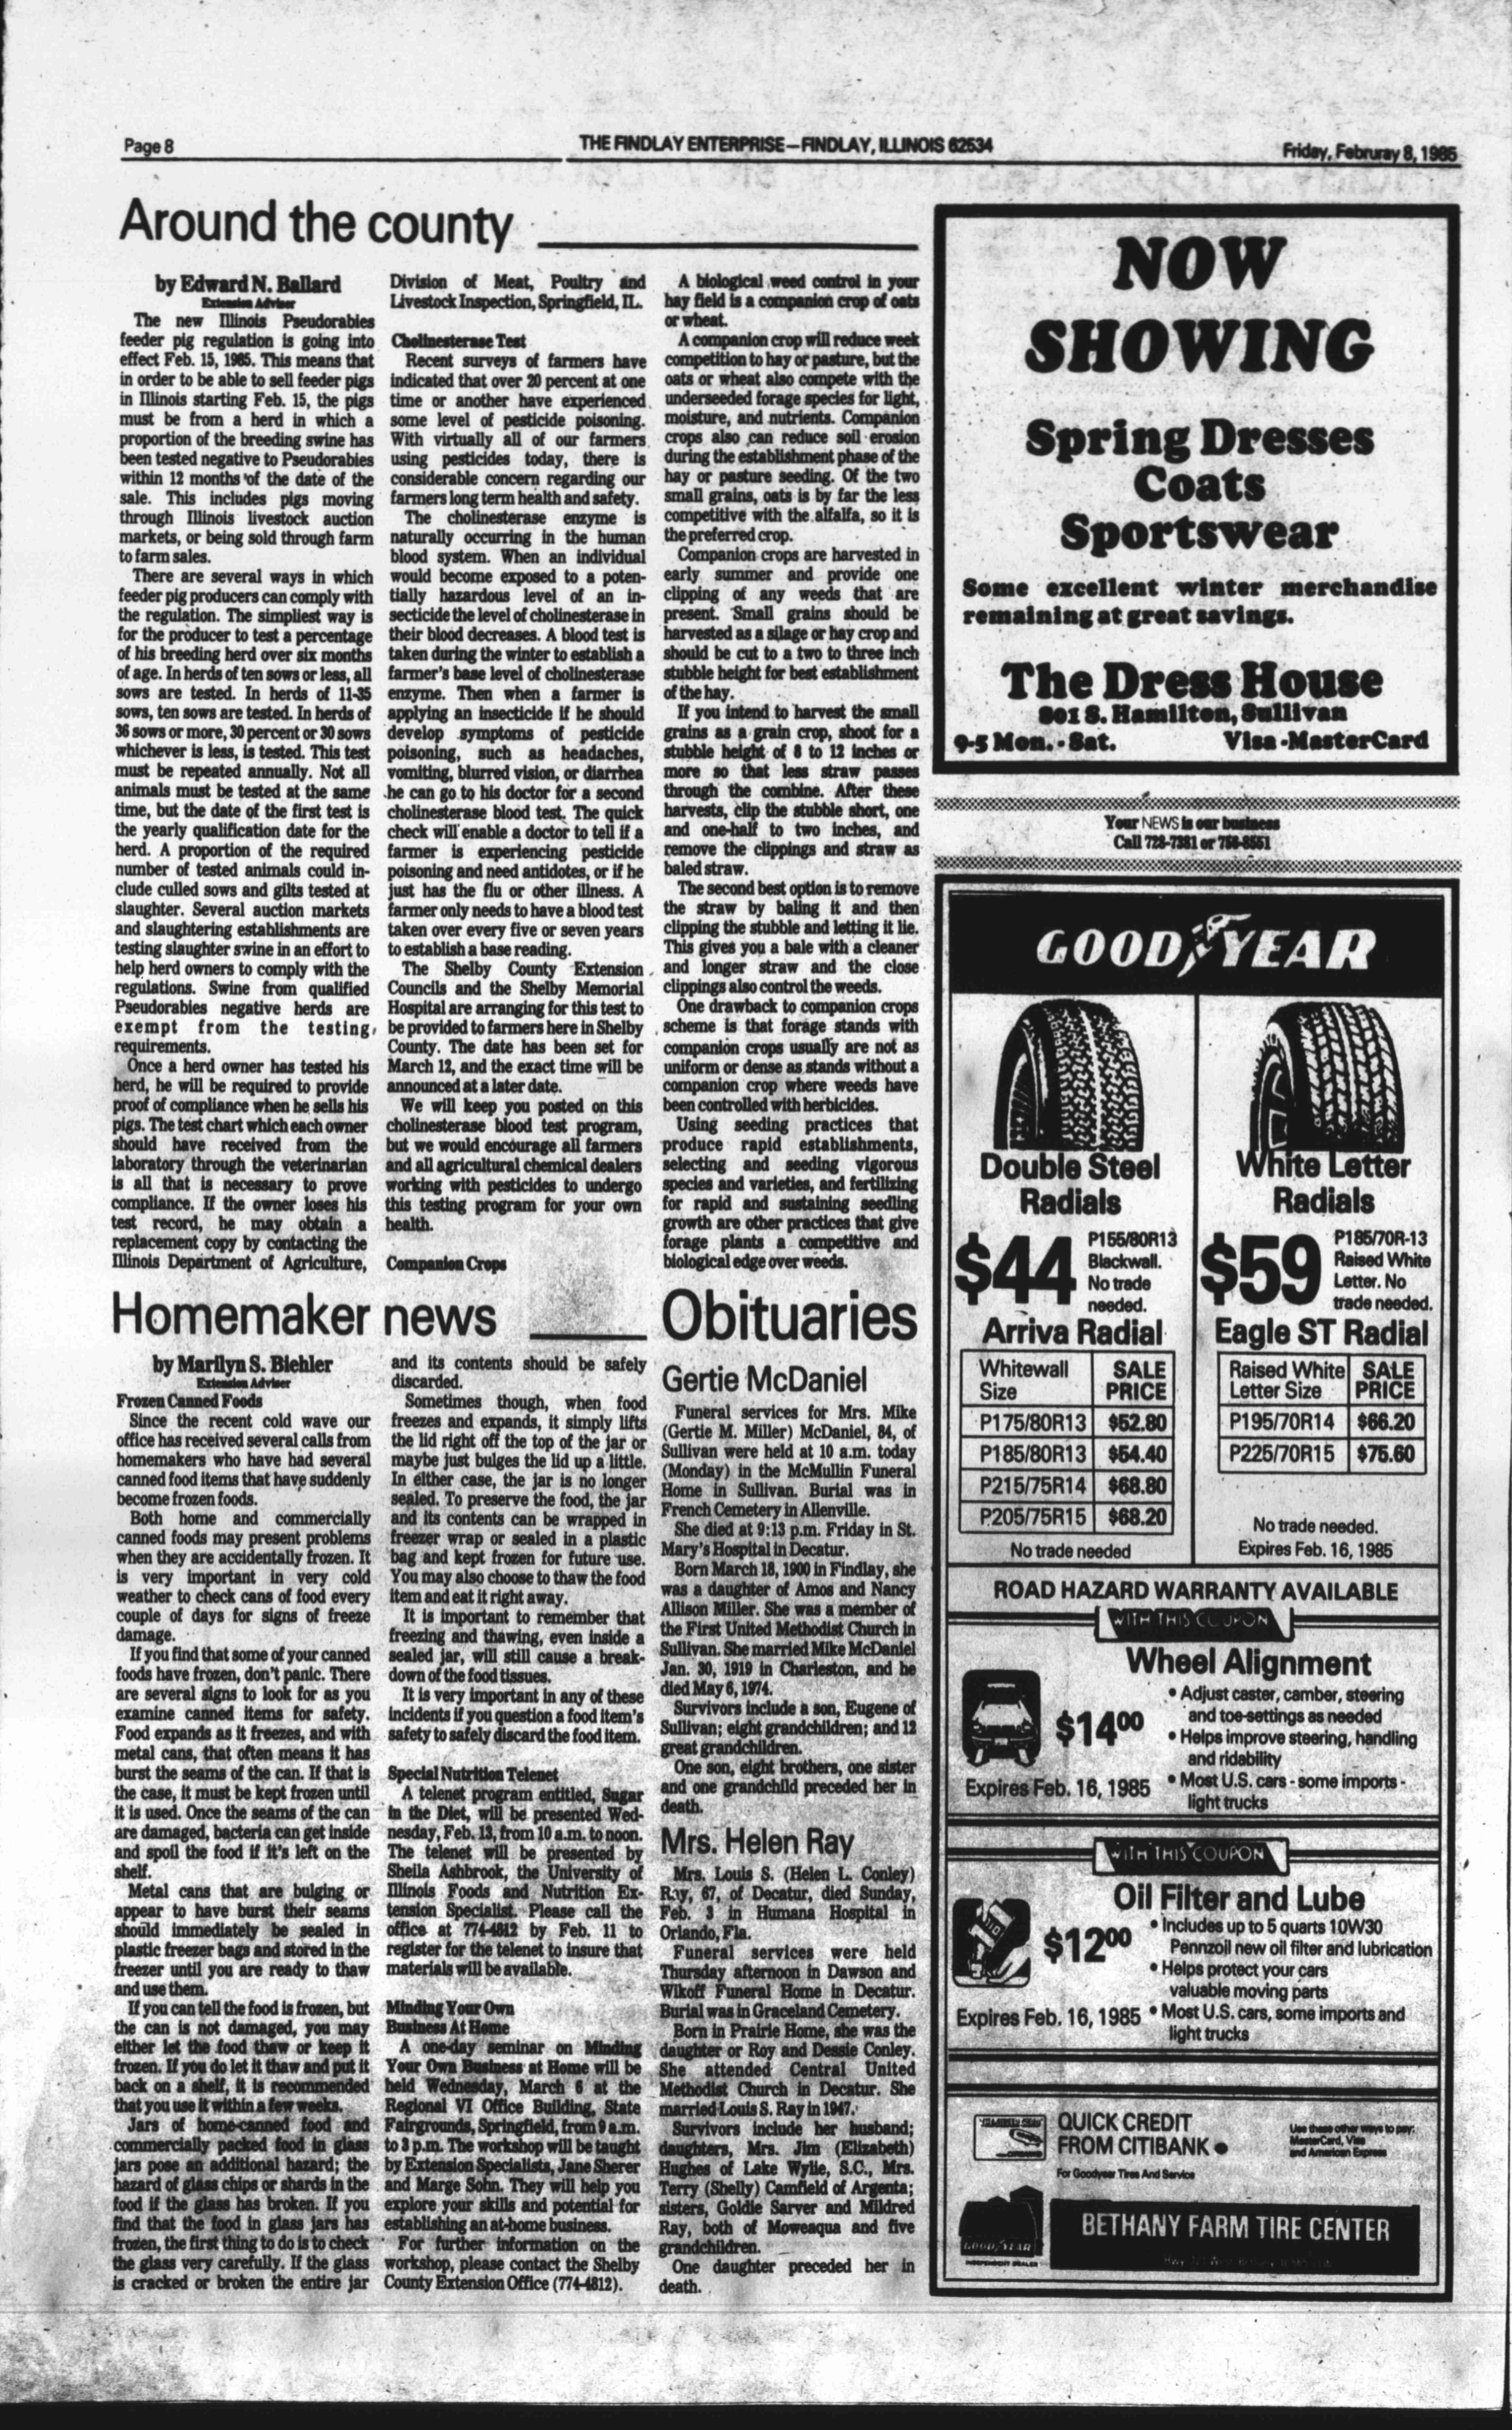 Page 8
THE FINDLAY ENTERPRISE—FINDLAY, ILLINOIS 62534
Friday, Februray 8, 1985
Around the county
by Edward N. Ballard
Extension Adviser
The new Illinois Pseudorabies
feeder pig regulation is going into
effect Feb. 15, 1985. This means that
in order to be able to sell feeder pigs
in Illinois starting Feb. 15, the pigs
must be from a herd in which a
proportion of the breeding swine has
been tested negative to Pseudorabies
within 12 months of the date of the
sale. This includes pigs moving
through Illinois livestock auction
markets, or being sold through farm
to farm sales.
There are several ways in which
feeder pig producers can comply with
the regulation. The simpliest way is
for the producer to test a percentage
of his breeding herd over six months
of age. In herds of ten sows or less, all
sows are tested. In herds of 11-35
sows, ten sows are tested. In herds of
36 sows or more, 30 percent or 30 sows
whichever is less, is tested. This test
must be repeated annually. Not all
animals must be tested at the same
time, but the date of the first test is
the yearly qualification date for the
herd. A proportion of the required
number of tested animals could in-
clude culled sows and gilts tested at
slaughter. Several auction markets
and slaughtering establishments are
testing slaughter swine in an effort to
help herd owners to comply with the
regulations. Swine from qualified
Pseudorabies negative herds are
exempt from the testing
requirements.
Once a herd owner has tested his
herd, he will be required to provide
proof of compliance when he sells his
pigs. The test chart which each owner
should have received from the
laboratory through the veterinarian
is all that is necessary to prove
compliance. If the owner loses his
test record, he may obtain a
replacement copy by contacting the
Illinois Department of Agriculture,
Division of Meat, Poultry and
Livestock Inspection, Springfield, IL.
Cholinesterase Test
Recent surveys of farmers have
indicated that over 20 percent at one
time or another have experienced
some level of pesticide poisoning.
With virtually all of our farmers
using pesticides today, there is
considerable concern regarding our
farmers long term health and safety.
The cholinesterase enzyme is
naturally occurring in the human
blood system. When an individual
would become exposed to a poten-
tially hazardous level of an in-
secticide the level of cholinesterase in
their blood decreases. A blood test is
taken during the winter to establish a
farmer's base level of cholinesterase
enzyme. Then when a farmer is
applying an insecticide if he should
develop symptoms of pesticide
poisoning, such as headaches,
vomiting, blurred vision, or diarrhea
he can go to his doctor for a second
cholinesterase blood test. The quick
check will enable a doctor to tell if a
farmer is experiencing pesticide
poisoning and need antidotes, or if he
just has the flu or other illness. A
farmer only needs to have a blood test
taken over every five or seven years
to establish a base reading.
The Shelby County Extension
Councils and the Shelby Memorial
Hospital are arranging for this test to
be provided to farmers here in Shelby
County. The date has been set for
March 12, and the exact time will be
announced at a later date.
We will keep you posted on this
cholinesterase blood test program,
but we would encourage all farmers
and all agricultural chemical dealers
working with pesticides to undergo
this testing program for your own
health.
Companion Crops
A biological weed control in your
hay field is a companion crop of oats
or wheat.
A companion crop will reduce week
competition to hay or pasture, but the
oats or wheat also compete with the
underseeded forage species for light,
moisture, and nutrients. Companion
crops also can reduce soil erosion
during the establishment phase of the
hay or pasture seeding. Of the two
small grains, oats is by far the less
competitive with the alfalfa, so it is
the preferred crop.
Companion crops are harvested in
early summer and provide one
clipping of any weeds that are
present. Small grains should be
harvested as a silage or hay crop and
should be cut to a two to three inch
stubble height for best establishment
of the hay.
If you intend to harvest the small
grains as a grain crop, shoot for a
stubble height of 8 to 12 inches or
more so that less straw passes
through the combine. After these
harvests, clip the stubble short, one
and one-half to two inches, and
remove the clippings and straw as
baled straw.
The second best option is to remove
the straw by baling it and then
clipping the stubble and letting it lie.
This gives you a bale with a cleaner
and longer straw and the close
clippings also control the weeds.
One drawback to companion crops
scheme is that forage stands with
companion crops usually are not as
uniform or dense as stands without a
companion crop where weeds have
been controlled with herbicides.
Using seeding practices that
produce rapid establishments,
selecting and seeding vigorous
species and varieties, and fertilizing
for rapid and sustaining seedling
growth are other practices that give
forage plants a competitive and
biological edge over weeds.
Homemaker news
by Marilyn S. Biehler
Extension Adviser
Frozen Canned Foods
Since the recent cold wave our
office has received several calls from
homemakers who have had several
canned food items that have suddenly
become frozen foods.
Both home and commercially
canned foods may present problems
when they are accidentally frozen. It
is very important in very cold
weather to check cans of food every
couple of days for signs of freeze
damage.
If you find that some of your canned
foods have frozen, don't panic. There
are several signs to look for as you
examine canned items for safety.
Food expands as it freezes, and with
metal cans, that often means it has
burst the seams of the can. If that is
the case, it must be kept frozen until
it is used. Once the seams of the can
are damaged, bacteria can get inside
and spoil the food if it's left on the
shelf.
Metal cans that are bulging or
appear to have burst their seams
should immediately be sealed in
plastic freezer bags and stored in the
freezer until you are ready to thaw
and use them.
If you can tell the food is frozen, but
the can is not damaged, you may
either let the food thaw or keep it
frozen. If you do let it thaw and put it
back on a shelf, it is recommended
that you use it within a few weeks.
Jars of home-canned food and
commercially packed food in glass
jars pose an additional hazard; the
hazard of glass chips or shards in the
food if the glass has broken. If you
find that the food in glass jars has
frozen, the first thing to do is to check
the glass very carefully. If the glass
is cracked or broken the entire jar
and its contents should be safely
discarded.
Sometimes though, when food
freezes and expands, it simply lifts
the lid right off the top of the jar or
maybe just bulges the lid up a little.
In either case, the jar is no longer
sealed. To preserve the food, the jar
and its contents can be wrapped in
freezer wrap or sealed in a plastic
bag and kept frozen for future use.
You may also choose to thaw the food
item and eat it right away.
It is important to remember that
freezing and thawing, even inside a
sealed jar, will still cause a break-
down of the food tissues.
It is very important in any of these
incidents if you question a food item's
safety to safely discard the food item.
Special Nutrition Telenet
A telenet program entitled, Sugar
in the Diet, will be presented Wed-
nesday, Feb. 13, from 10 a.m. to noon.
The telenet will be presented by
Sheila Ashbrook, the University of
Illinois Foods and Nutrition Ex-
tension Specialist. Please call the
office at 774-4812 by Feb. 11 to
register for the telenet to insure that
materials will be available.
Minding Your Own
Business At Home
A one-day seminar on Minding
Your Own Business at Home will be
held Wednesday, March 6 at the
Regional VI Office Building, State
Fairgrounds, Springfield, from 9 a.m.
to 3 p.m. The workshop will be taught
by Extension Specialists, Jane Sherer
and Marge Sohn. They will help you
explore your skills and potential for
establishing an at-home business.
For further information on the
workshop, please contact the Shelby
County Extension Office (774-4812).
Obituaries
Gertie McDaniel
Funeral services for Mrs. Mike
(Gertie M. Miller) McDaniel, 84, of
Sullivan were held at 10 a.m. today
(Monday) in the McMullin Funeral
Home in Sullivan. Burial was in
French Cemetery in Allenville.
She died at 9:13 p.m. Friday in St.
Mary's Hospital in Decatur.
Born March 18, 1900 in Findlay, she
was a daughter of Amos and Nancy
Allison Miller. She was a member of
the First United Methodist Church in
Sullivan. She married Mike McDaniel
Jan. 30, 1919 in Charleston, and he
died May 6, 1974.
Survivors include a son, Eugene of
Sullivan; eight grandchildren; and 12
great grandchildren.
One son, eight brothers, one sister
and one grandchild preceded her in
death.
Mrs. Helen Ray
Mrs. Louis S. (Helen L. Conley)
Ray, 67, of Decatur, died Sunday,
Feb. 3 in Humana Hospital in
Orlando, Fla.
Funeral services were held
Thursday afternoon in Dawson and
Wikoff Funeral Home in Decatur.
Burial was in Graceland Cemetery.
Born in Prairie Home, she was the
daughter or Roy and Dessie Conley.
She attended Central United
Methodist Church in Decatur. She
married Louis S. Ray in 1947.
Survivors include her husband;
daughters, Mrs. Jim (Elizabeth)
Hughes of Lake Wylie, S.C., Mrs.
Terry (Shelly) Camfield of Argenta;
sisters, Goldie Sarver and Mildred
Ray, both of Moweaqua and five
grandchildren.
One daughter preceded her in
death.
NOW
SHOWING
Spring Dresses
Coats
Sportswear
Some excellent winter merchandise
remaining at great savings.
The Dress House
801 S. Hamilton, Sullivan
9-5 Mon. - Sat. Visa -MasterCard
Your NEWS is our business
Call 728-7381 or 756-8551
GOODYEAR
Double Steel
Radials
$44
P155/80R13
Blackwall.
No trade
needed.
Arriva Radial
Whitewall Size SALE PRICE
P175/80R13 $52.80
P185/80R13 $54.40
P215/75R14 $68.80
P205/75R15 $68.20
No trade needed
White Letter
Radials
$59
P185/70R-13
Raised White
Letter. No
trade needed.
Eagle ST Radial
Raised White Letter Size SALE PRICE
P195/70R14 $66.20
P225/70R15 $75.60
No trade needed.
Expires Feb. 16, 1985
ROAD HAZARD WARRANTY AVAILABLE
WITH THIS COUPON
Wheel Alignment
$1400
• Adjust caster, camber, steering
and toe-settings as needed
• Helps improve steering, handling
and ridability
• Most U.S. cars - some imports -
light trucks
Expires Feb. 16, 1985
WITH THIS COUPON
Oil Filter and Lube
$1200
• Includes up to 5 quarts 10W30
Pennzoil new oil filter and lubrication
• Helps protect your cars
valuable moving parts
• Most U.S. cars, some imports and
light trucks
Expires Feb. 16, 1985
QUICK CREDIT
FROM CITIBANK •
For Goodyear Tires And Service
Use these other ways to pay:
MasterCard, Visa
and American Express
GOODYEAR
INDEPENDENT DEALER
BETHANY FARM TIRE CENTER